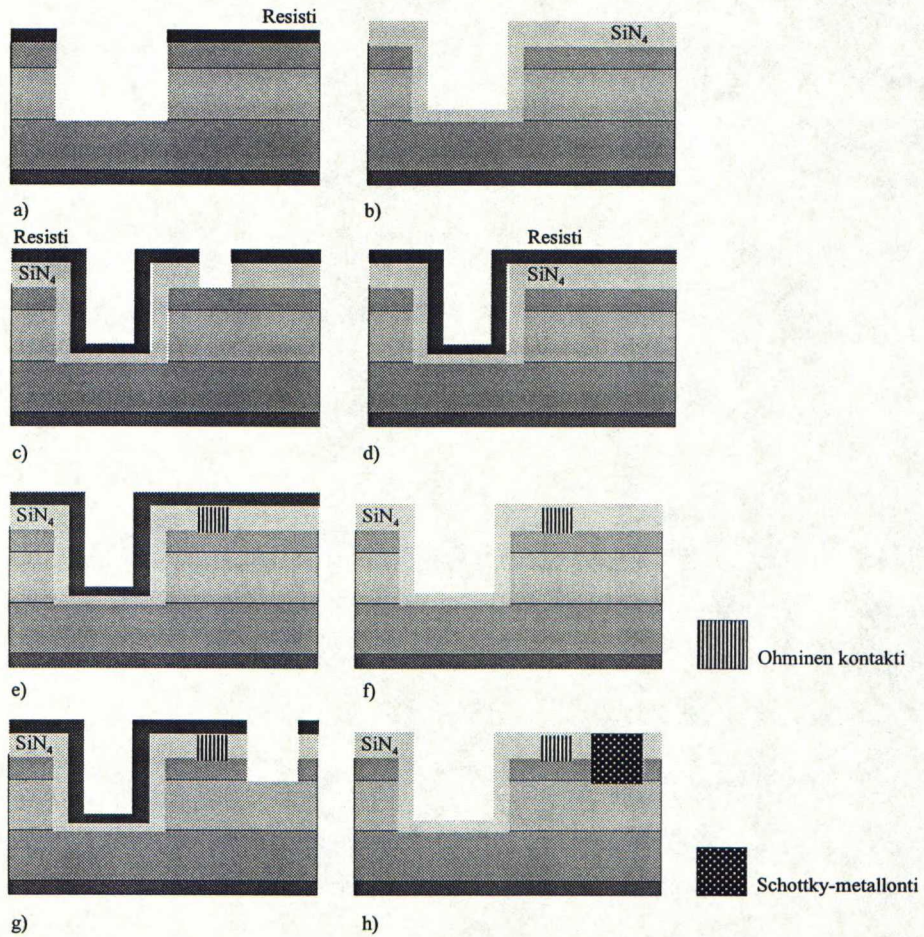 Resisti
SiN₄
a)
b)
Resisti
Resisti
SiN₄
SiN₄
c)
d)
SiN₄
SiN₄
Ohminen kontakti
e)
f)
SiN₄
SiN₄
Schottky-metallonti
g)
h)